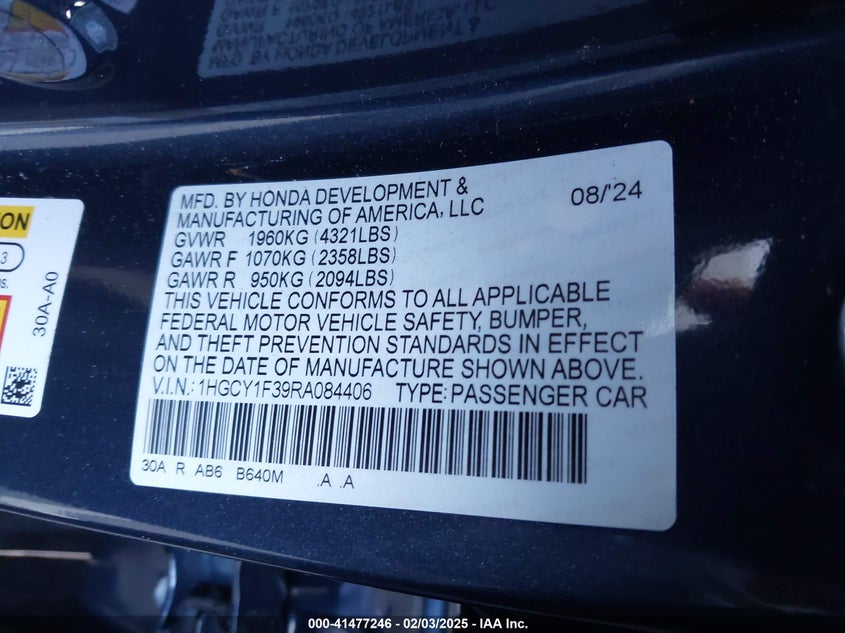 MFD. BY HONDA DEVELOPMENT &
MANUFACTURING OF AMERICA, LLC
08/'24
GVWR 1960KG (4321LBS)
GAWR F 1070KG (2358LBS)
GAWR R 950KG (2094LBS)
THIS VEHICLE CONFORMS TO ALL APPLICABLE
FEDERAL MOTOR VEHICLE SAFETY, BUMPER,
AND THEFT PREVENTION STANDARDS IN EFFECT
ON THE DATE OF MANUFACTURE SHOWN ABOVE.
V.I.N.: 1HGCY1F39RA084406 TYPE: PASSENGER CAR
30A R AB6 B640M .A .A
30A-A0
000-41477246 - 02/03/2025 - IAA Inc.